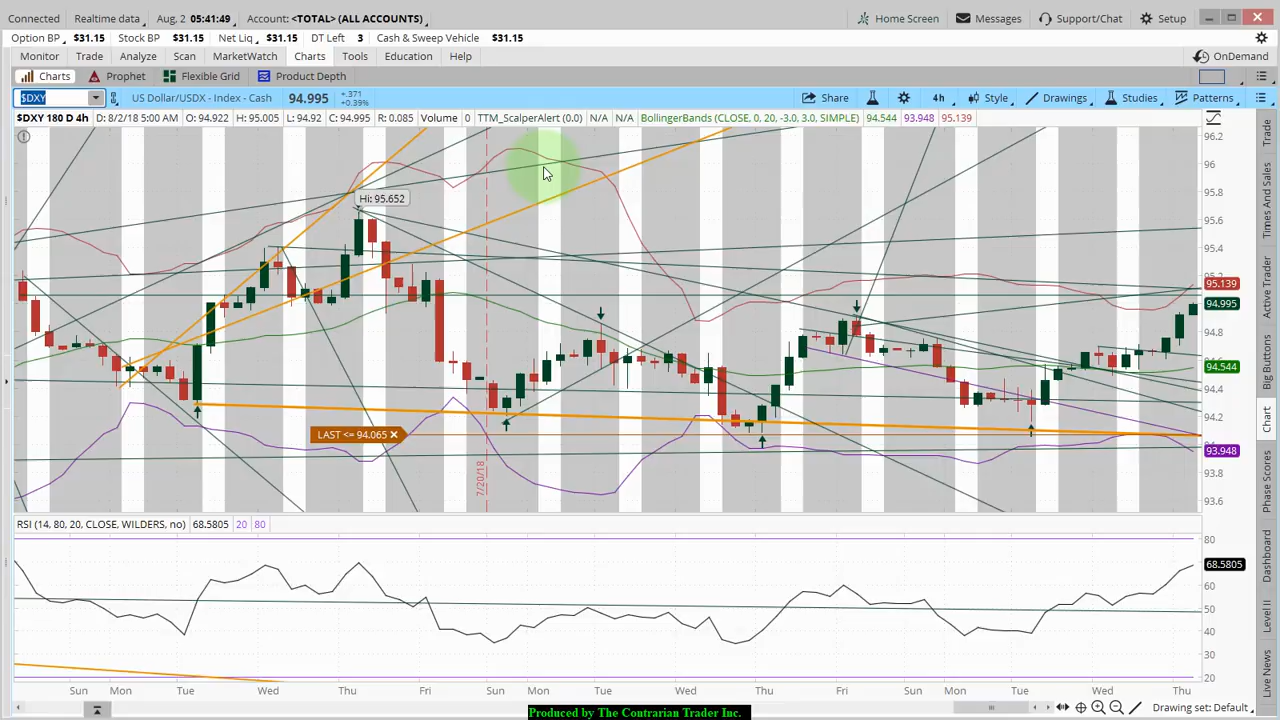 Connected Realtime data Aug. 2 05:41:49 Account: <TOTAL> (ALL ACCOUNTS) Home Screen Messages Support/Chat Setup
Option BP $31.15 Stock BP $31.15 Net Liq $31.15 DT Left 3 Cash & Sweep Vehicle $31.15
Monitor Trade Analyze Scan MarketWatch Charts Tools Education Help OnDemand
Charts Prophet Flexible Grid Product Depth
$DXY US Dollar/USDX - Index - Cash 94.995 +.371 +0.39% Share 4h Style Drawings Studies Patterns
$DXY 180 D 4h D: 8/2/18 5:00 AM O: 94.922 H: 95.005 L: 94.92 C: 94.995 R: 0.085 Volume 0 TTM_ScalperAlert (0.0) N/A N/A BollingerBands (CLOSE, 0, 20, -3.0, 3.0, SIMPLE) 94.544 93.948 95.139
96.2
96
95.8
Hi: 95.652
95.6
95.4
95.2
95.139
94.995
94.8
94.6
94.544
94.4
94.2
LAST <= 94.065
94
93.948
93.8
93.6
7/20/18
RSI (14, 80, 20, CLOSE, WILDERS, no) 68.5805 20 80
80
68.5805
60
50
40
30
20
Sun Mon Tue Wed Thu Fri Sun Mon Tue Wed Thu Fri Sun Mon Tue Wed Thu
Drawing set: Default
Produced by The Contrarian Trader Inc.
Trade
Times And Sales
Active Trader
Big Buttons
Chart
Phase Scores
Dashboard
Level II
Live News